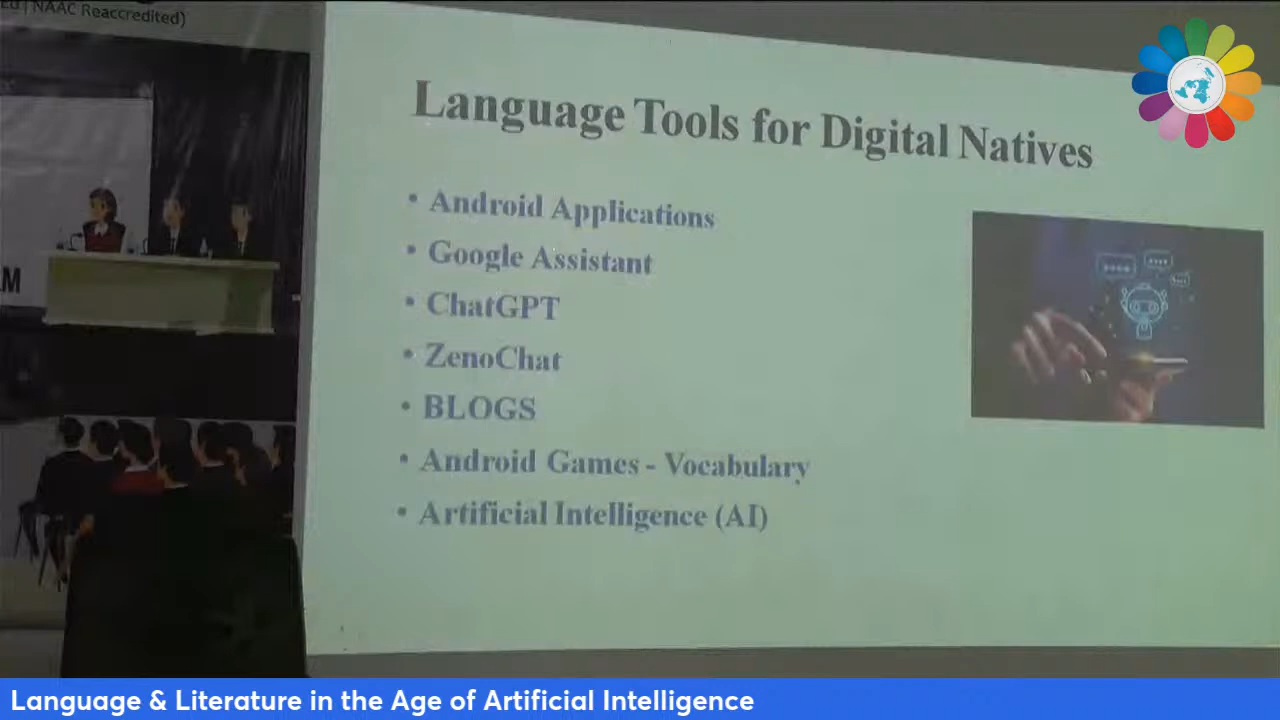 NAAC Reaccredited)
Language Tools for Digital Natives
• Android Applications
• Google Assistant
• ChatGPT
• ZenoChat
• BLOGS
• Android Games - Vocabulary
• Artificial Intelligence (AI)
Language & Literature in the Age of Artificial Intelligence